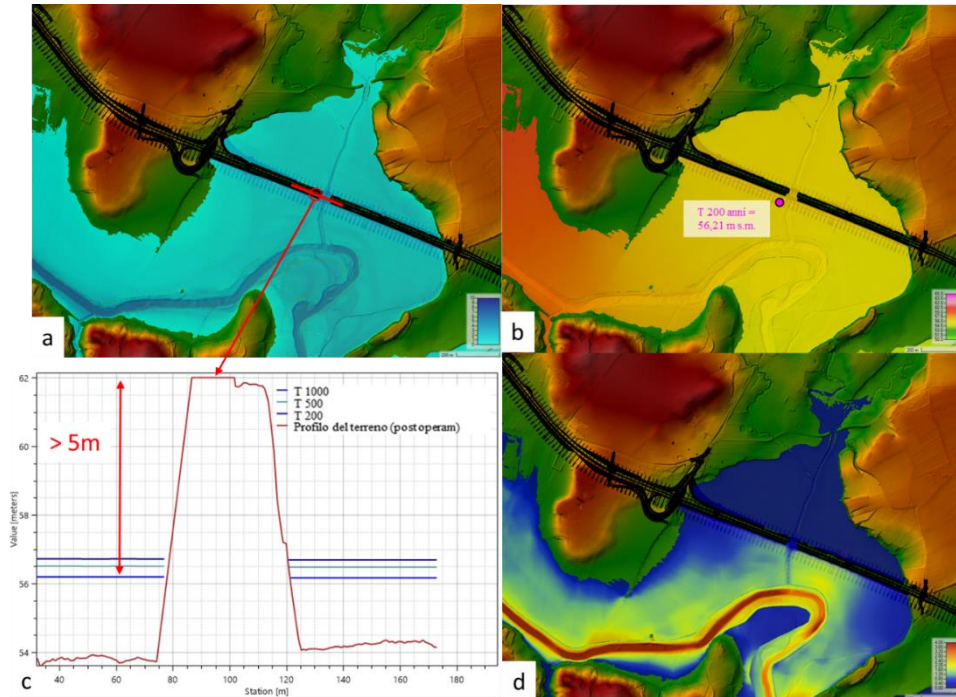 a
T 200 anni =
56,21 m s.m.
b
62
60
58
56
54
Value [meters]
> 5m
T 1000
T 500
T 200
Profilo del terreno (post operam)
40
60
80
100
120
140
160
180
Station [m]
c
d